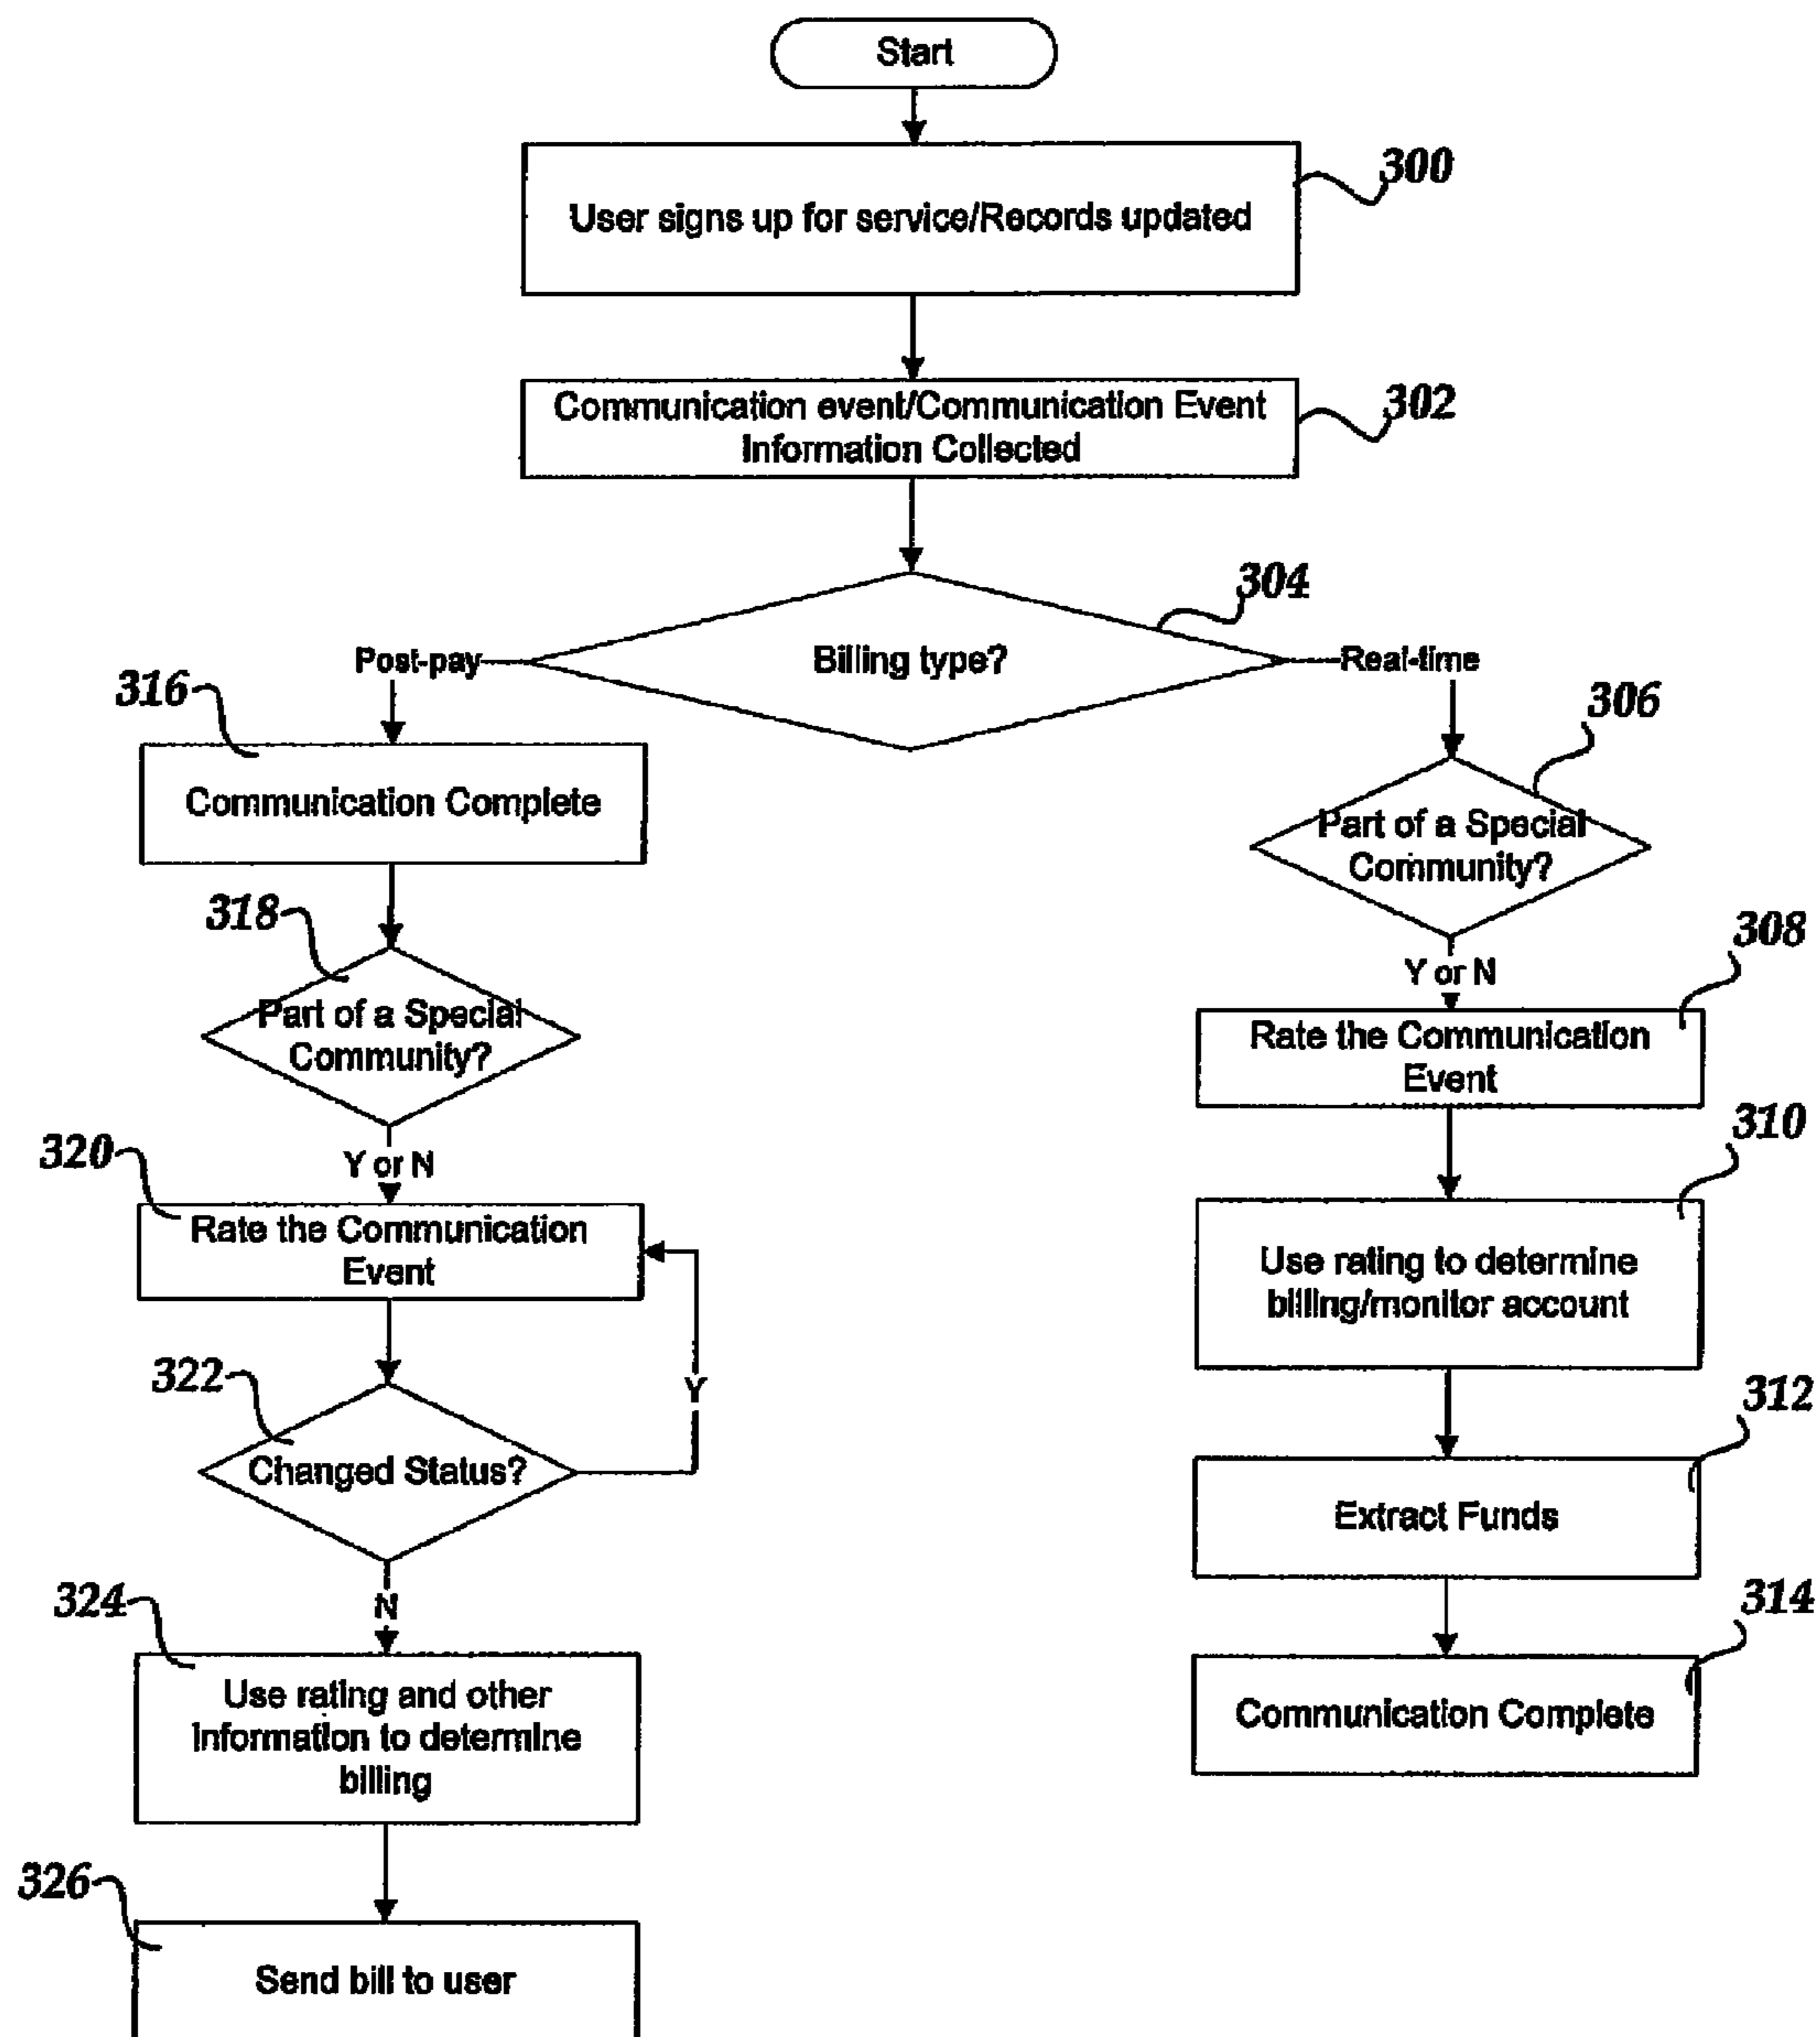 Start
300
User signs up for service/Records updated
302
Communication event/Communication Event
Information Collected
304
Billing type?
Post-pay
Real-time
316
Communication Complete
306
Part of a Special
Community?
318
Part of a Special
Community?
Y or N
308
Rate the Communication
Event
Y or N
320
Rate the Communication
Event
310
Use rating to determine
billing/monitor account
322
Changed Status?
Y
312
Extract Funds
N
324
Use rating and other
information to determine
billing
314
Communication Complete
326
Send bill to user